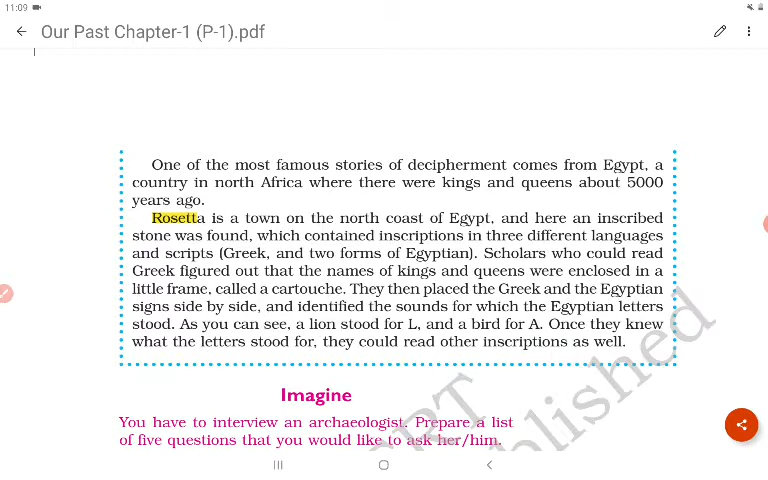 11:09
Our Past Chapter-1 (P-1).pdf
One of the most famous stories of decipherment comes from Egypt, a
country in north Africa where there were kings and queens about 5000
years ago.
Rosetta is a town on the north coast of Egypt, and here an inscribed
stone was found, which contained inscriptions in three different languages
and scripts (Greek, and two forms of Egyptian). Scholars who could read
Greek figured out that the names of kings and queens were enclosed in a
little frame, called a cartouche. They then placed the Greek and the Egyptian
signs side by side, and identified the sounds for which the Egyptian letters
stood. As you can see, a lion stood for L, and a bird for A. Once they knew
what the letters stood for, they could read other inscriptions as well.
Imagine
You have to interview an archaeologist. Prepare a list
of five questions that you would like to ask her/him.